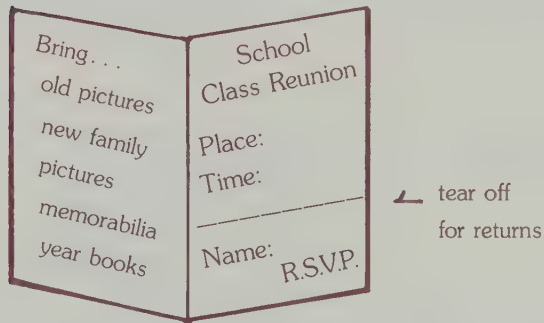 Bring...
old pictures
new family
pictures
memorabilia
year books
School
Class Reunion
Place:
Time:
Name:
R.S.V.P.
tear off
for returns